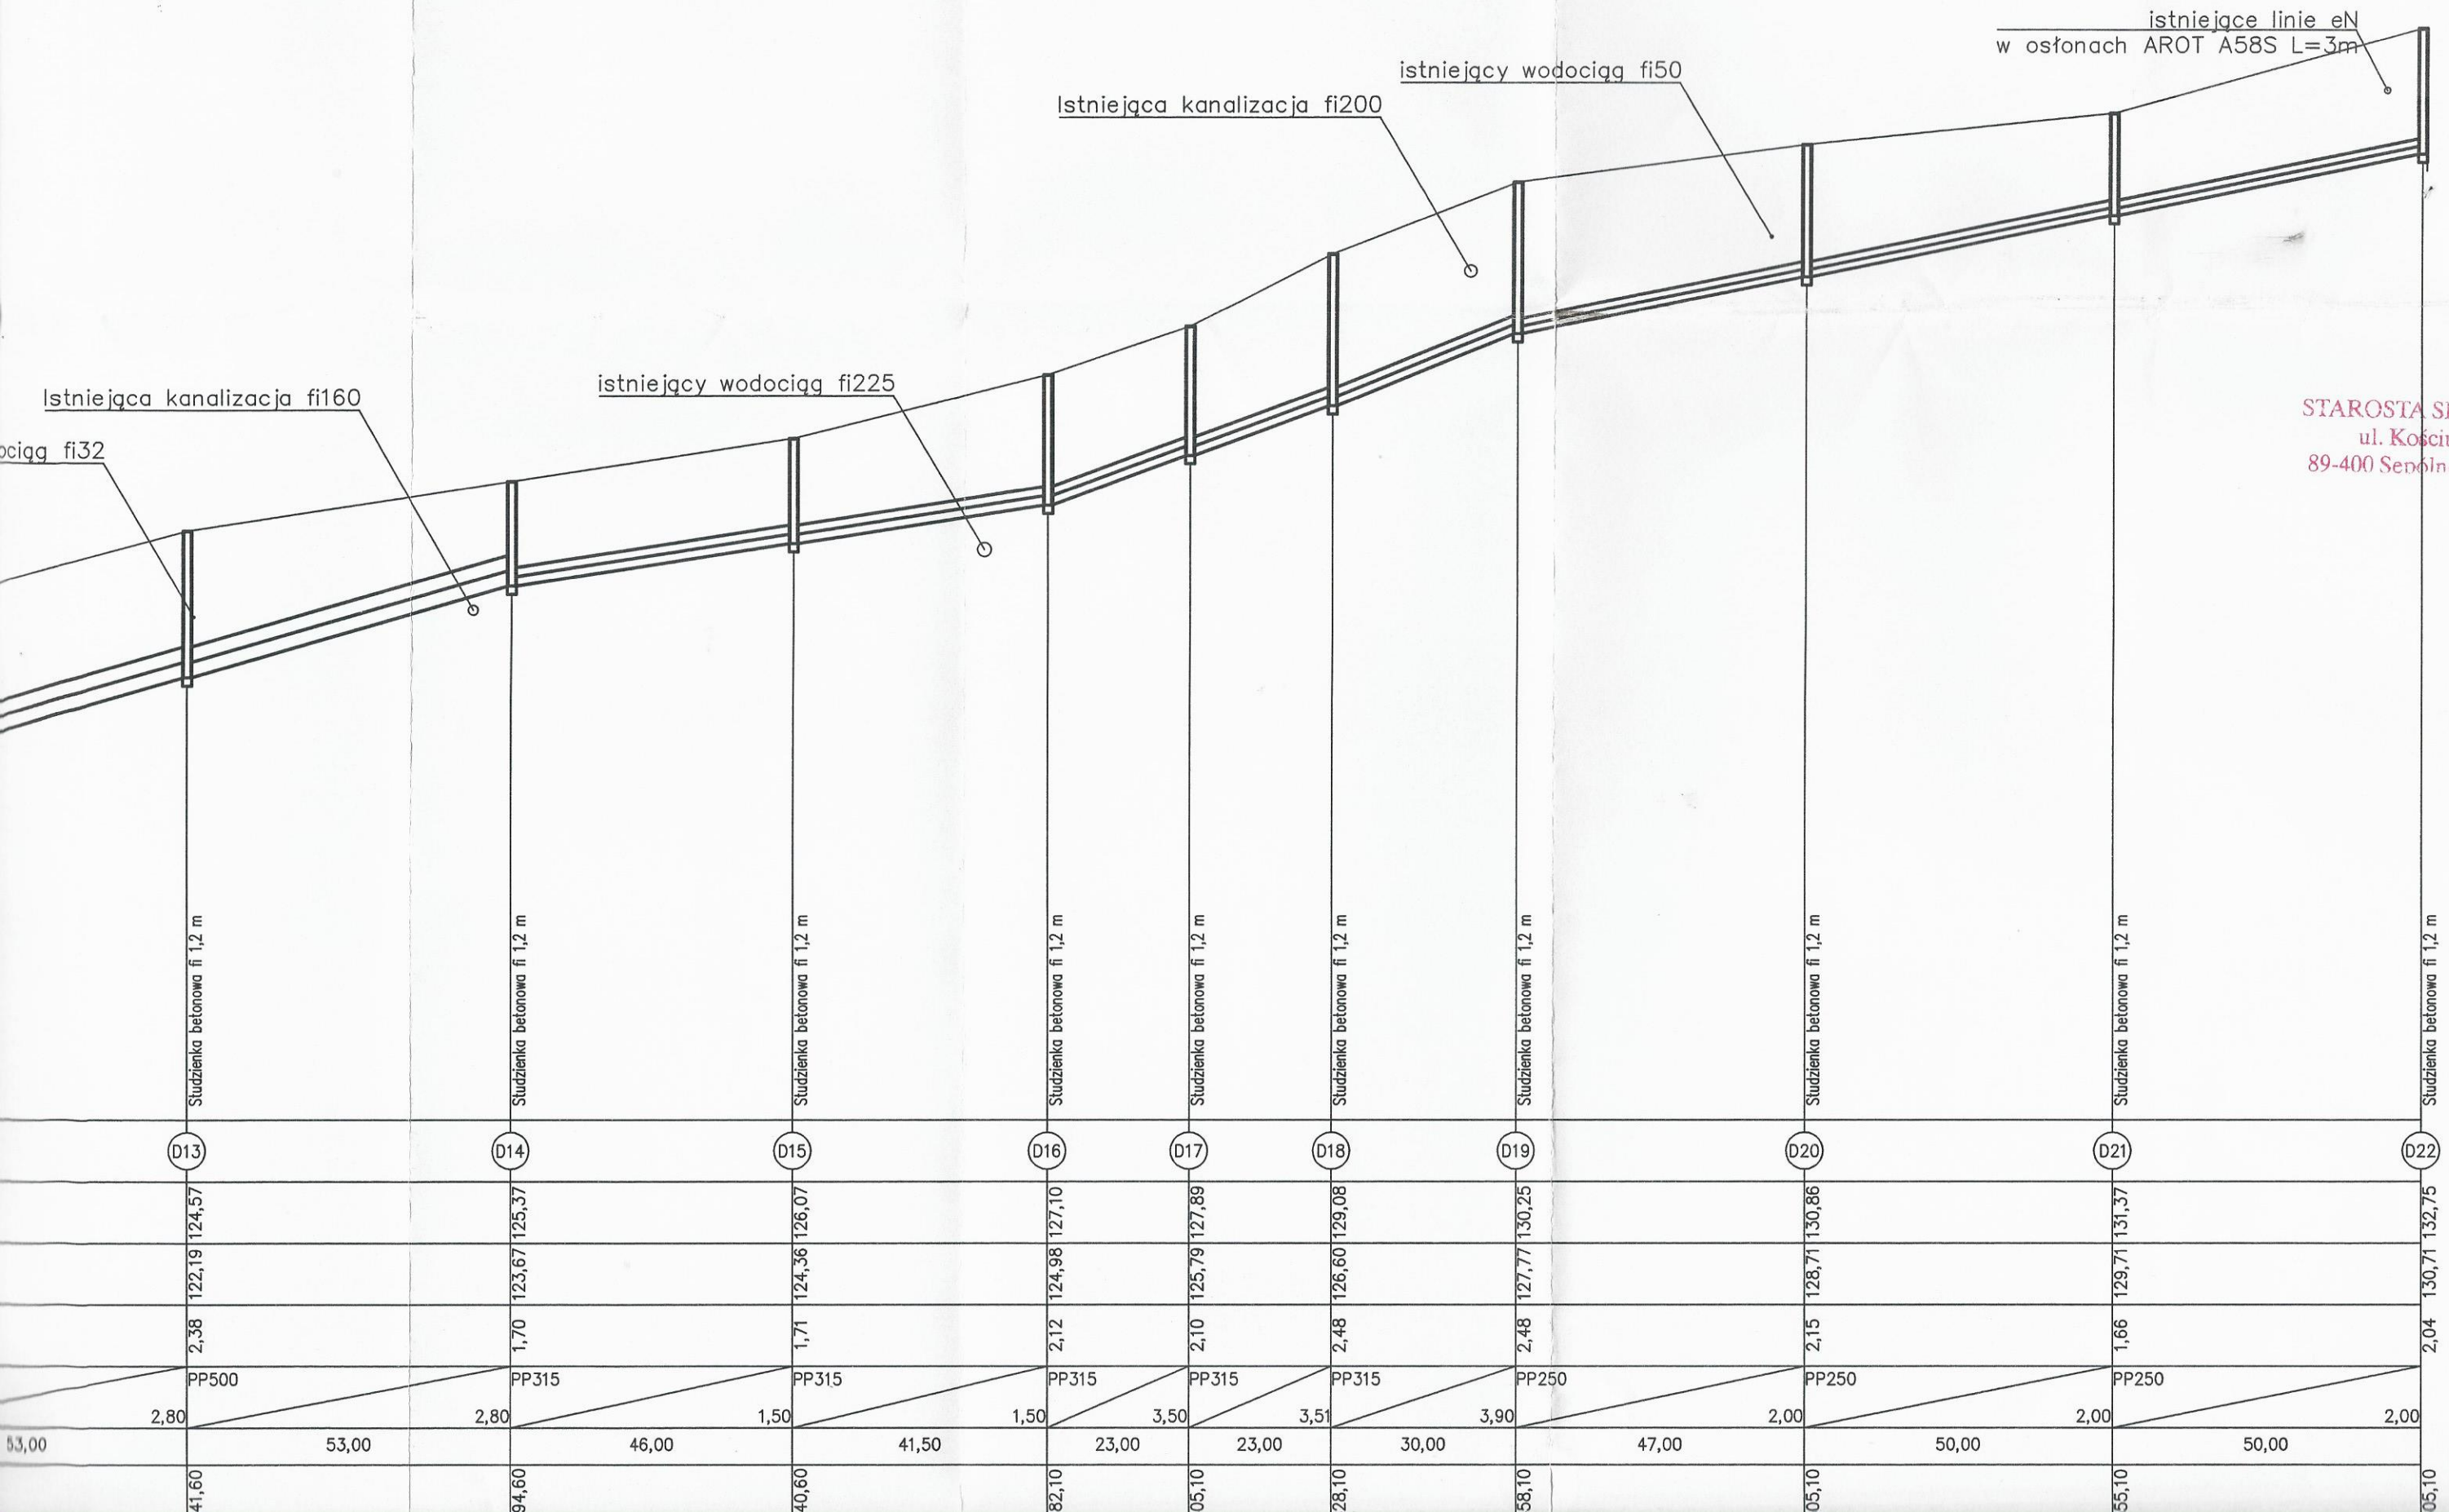 istniejące linie eN
w osłonach AROT A58S L=3m
istniejący wodociąg fi50
Istniejąca kanalizacja fi200
istniejący wodociąg fi225
Istniejąca kanalizacja fi160
ociąg fi32
STAROSTA
ul. Kości
89-400 Sępóln
Studzienka betonowa fi 1,2 m
Studzienka betonowa fi 1,2 m
Studzienka betonowa fi 1,2 m
Studzienka betonowa fi 1,2 m
Studzienka betonowa fi 1,2 m
Studzienka betonowa fi 1,2 m
Studzienka betonowa fi 1,2 m
Studzienka betonowa fi 1,2 m
Studzienka betonowa fi 1,2 m
Studzienka betonowa fi 1,2 m
D13 D14 D15 D16 D17 D18 D19 D20 D21 D22
124,57 125,37 126,07 127,10 127,89 129,08 130,25 130,86 131,37 132,75
122,19 123,67 124,36 124,98 125,79 126,60 127,77 128,71 129,71 130,71
2,38 1,70 1,71 2,12 2,10 2,48 2,48 2,15 1,66 2,04
PP500 PP315 PP315 PP315 PP315 PP315 PP250 PP250 PP250
2,80 2,80 1,50 1,50 3,50 3,51 3,90 2,00 2,00 2,00
53,00 53,00 46,00 41,50 23,00 23,00 30,00 47,00 50,00 50,00
41,60 94,60 40,60 82,10 05,10 28,10 58,10 05,10 55,10 05,10